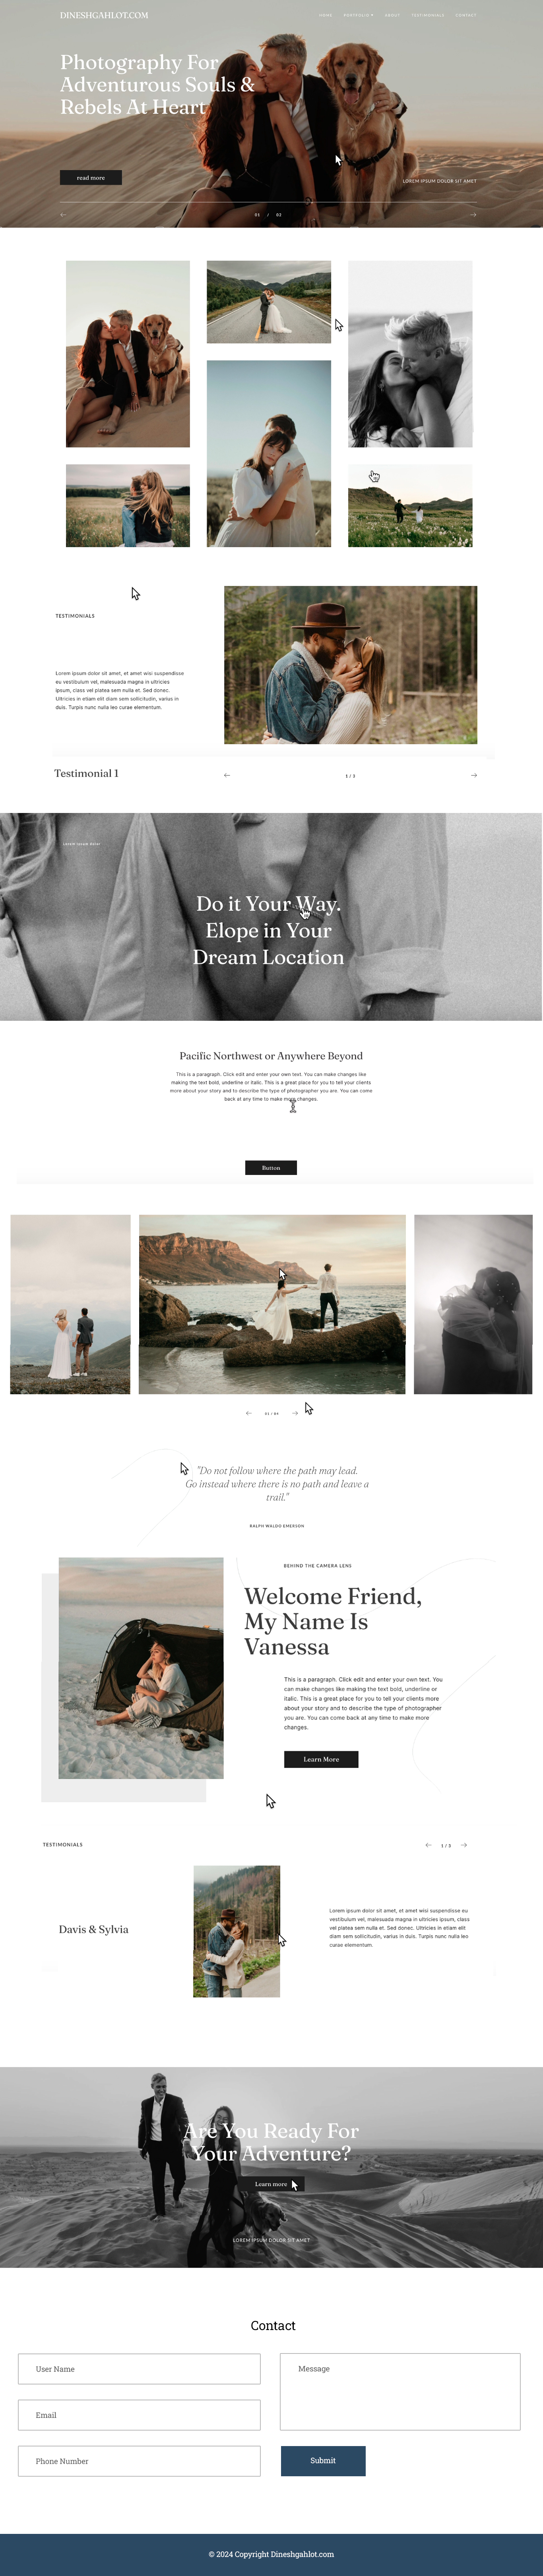 DINESHGAHLOT.COM
HOME PORTFOLIO ABOUT TESTIMONIALS CONTACT
Photography For
Adventurous Souls &
Rebels At Heart
read more
LOREM IPSUM DOLOR SIT AMET
01 / 02
TESTIMONIALS
Lorem ipsum dolor sit amet, et amet wisi suspendisse
eu vestibulum vel, malesuada magna in ultricies
ipsum, class vel platea sem nulla et. Sed donec.
Ultricies in etiam elit diam sem sollicitudin, varius in
duis. Turpis nunc nulla leo curae elementum.
Testimonial 1
1 / 3
Lorem ipsum dolor
Do it Your Way.
Elope in Your
Dream Location
Pacific Northwest or Anywhere Beyond
This is a paragraph. Click edit and enter your own text. You can make changes like
making the text bold, underline or italic. This is a great place for you to tell your clients
more about your story and to describe the type of photographer you are. You can come
back at any time to make more changes.
Button
01 / 04
"Do not follow where the path may lead.
Go instead where there is no path and leave a
trail."
RALPH WALDO EMERSON
BEHIND THE CAMERA LENS
Welcome Friend,
My Name Is
Vanessa
This is a paragraph. Click edit and enter your own text. You
can make changes like making the text bold, underline or
italic. This is a great place for you to tell your clients more
about your story and to describe the type of photographer
you are. You can come back at any time to make more
changes.
Learn More
TESTIMONIALS
1 / 3
Davis & Sylvia
Lorem ipsum dolor sit amet, et amet wisi suspendisse eu
vestibulum vel, malesuada magna in ultricies ipsum, class
vel platea sem nulla et. Sed donec. Ultricies in etiam elit
diam sem sollicitudin, varius in duis. Turpis nunc nulla leo
curae elementum.
Are You Ready For
Your Adventure?
Learn more
LOREM IPSUM DOLOR SIT AMET
Contact
User Name
Message
Email
Phone Number
Submit
© 2024 Copyright Dineshgahlot.com